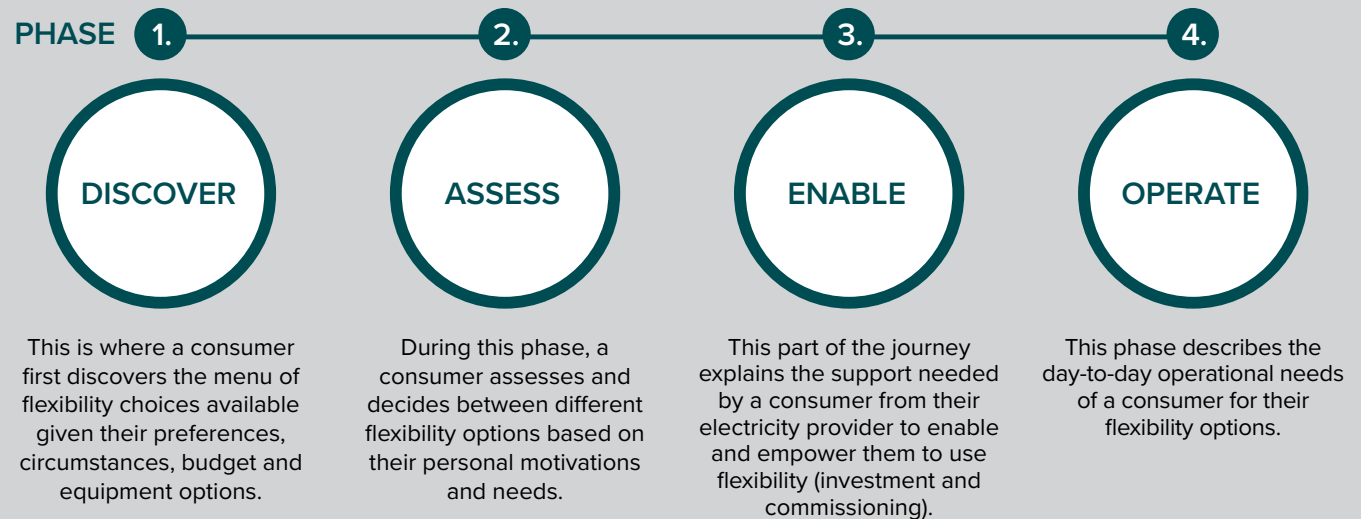 PHASE 1. 2. 3. 4.
DISCOVER
This is where a consumer
first discovers the menu of
flexibility choices available
given their preferences,
circumstances, budget and
equipment options.
ASSESS
During this phase, a
consumer assesses and
decides between different
flexibility options based on
their personal motivations
and needs.
ENABLE
This part of the journey
explains the support needed
by a consumer from their
electricity provider to enable
and empower them to use
flexibility (investment and
commissioning).
OPERATE
This phase describes the
day-to-day operational needs
of a consumer for their
flexibility options.